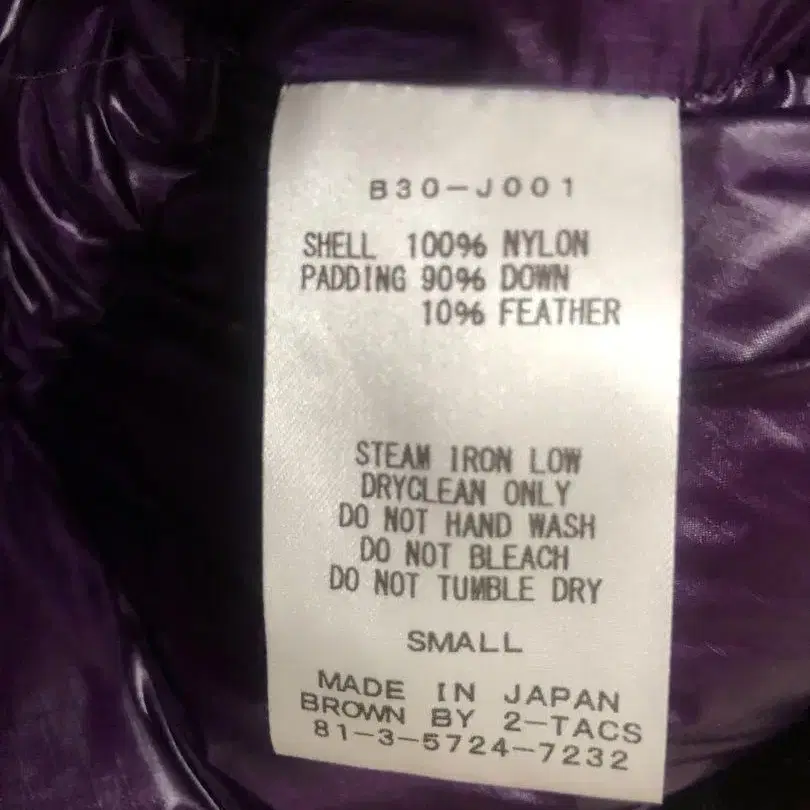 B30-J001
SHELL 100% NYLON
PADDING 90% DOWN
10% FEATHER
STEAM IRON LOW
DRYCLEAN ONLY
DO NOT HAND WASH
DO NOT BLEACH
DO NOT TUMBLE DRY
SMALL
MADE IN JAPAN
BROWN BY 2-TACS
81-3-5724-7232